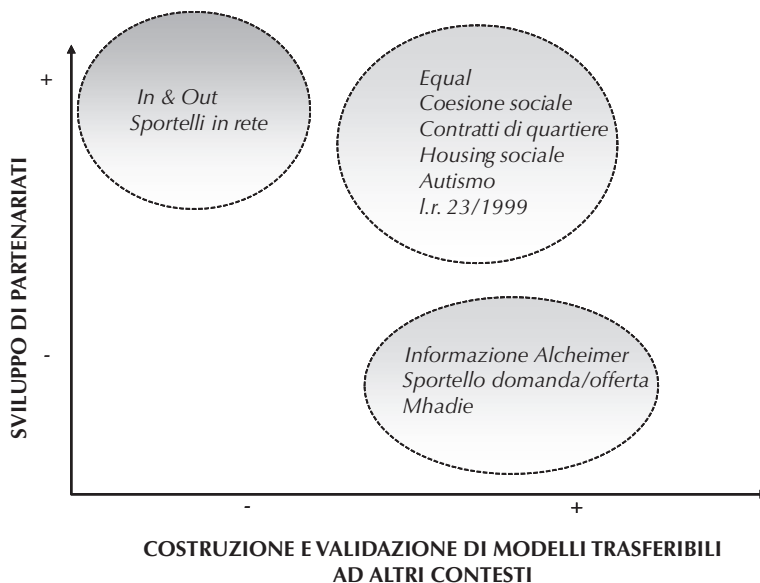 +
In & Out
Sportelli in rete
Equal
Coesione sociale
Contratti di quartiere
Housing sociale
Autismo
l.r. 23/1999
SVILUPPO DI PARTENARIATI
-
Informazione Alcheimer
Sportello domanda/offerta
Mhadie
-
+
COSTRUZIONE E VALIDAZIONE DI MODELLI TRASFERIBILI
AD ALTRI CONTESTI